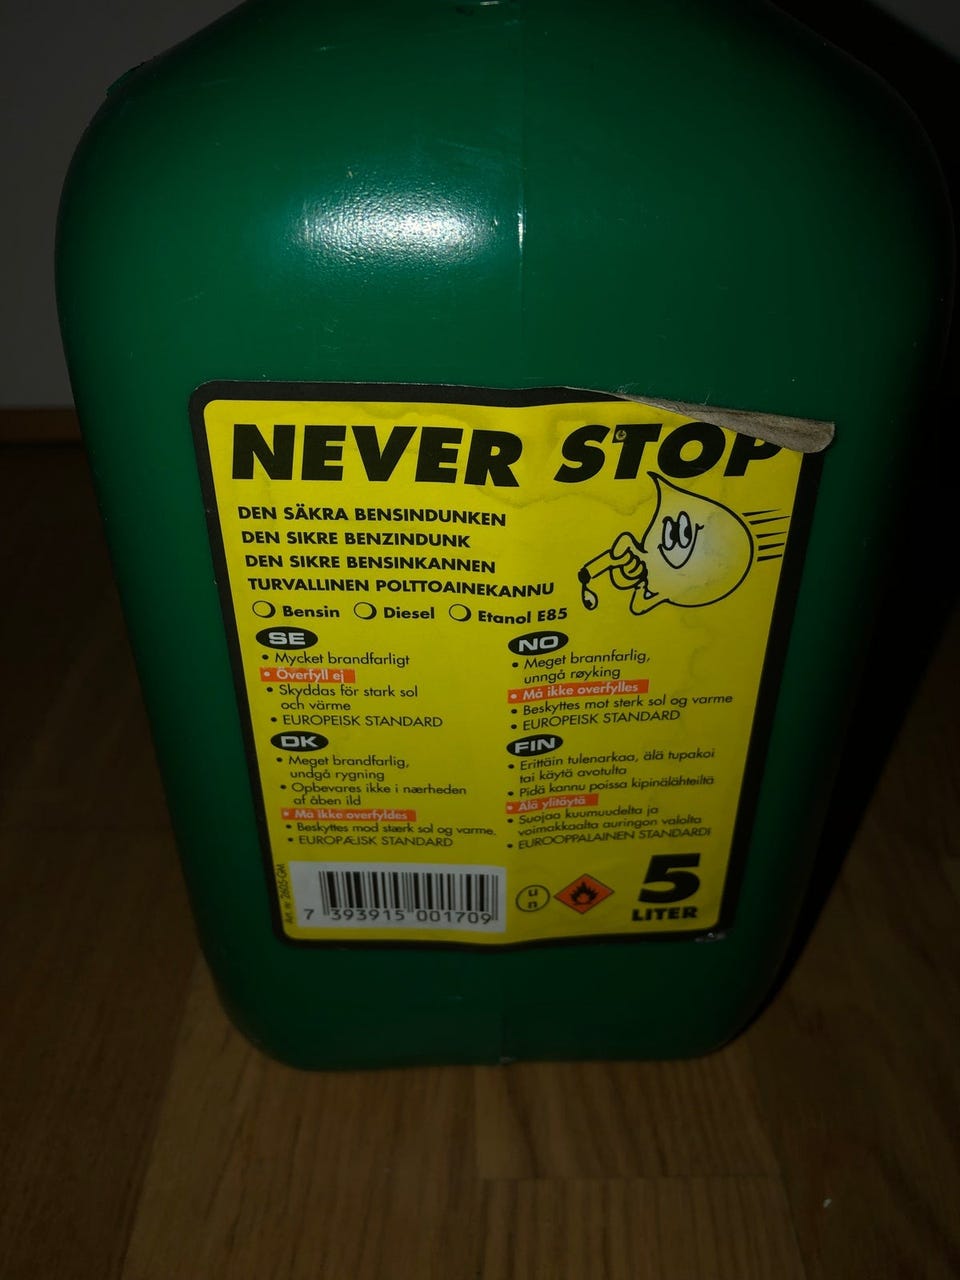 NEVER STOP
DEN SÄKRA BENSINDUNKEN
DEN SIKRE BENZINDUNK
DEN SIKRE BENSINKANNEN
TURVALLINEN POLTTOAINEKANNU
Bensin Diesel Etanol E85
SE
• Mycket brandfarligt
• Överfyll ej
• Skyddas för stark sol
och värme
• EUROPEISK STANDARD
NO
• Meget brannfarlig,
unngå røyking
• Må ikke overfylles
• Beskyttes mot sterk sol og varme
• EUROPEISK STANDARD
DK
• Meget brandfarlig,
undgå rygning
• Opbevares ikke i nærheden
af åben ild
• Må ikke overfyldes
• Beskyttes mod stærk sol og varme.
• EUROPÆISK STANDARD
FIN
• Erittäin tulenarkaa, älä tupakoi
tai käytä avotulta
• Pidä kannu poissa kipinälähteiltä
• Älä ylitäytä
• Suojaa kuumuudelta ja
voimakkaalta auringon valolta
• EUROOPPALAINEN STANDARDI
Art. nr 2605-GM
7 393915 001709
un
5
LITER